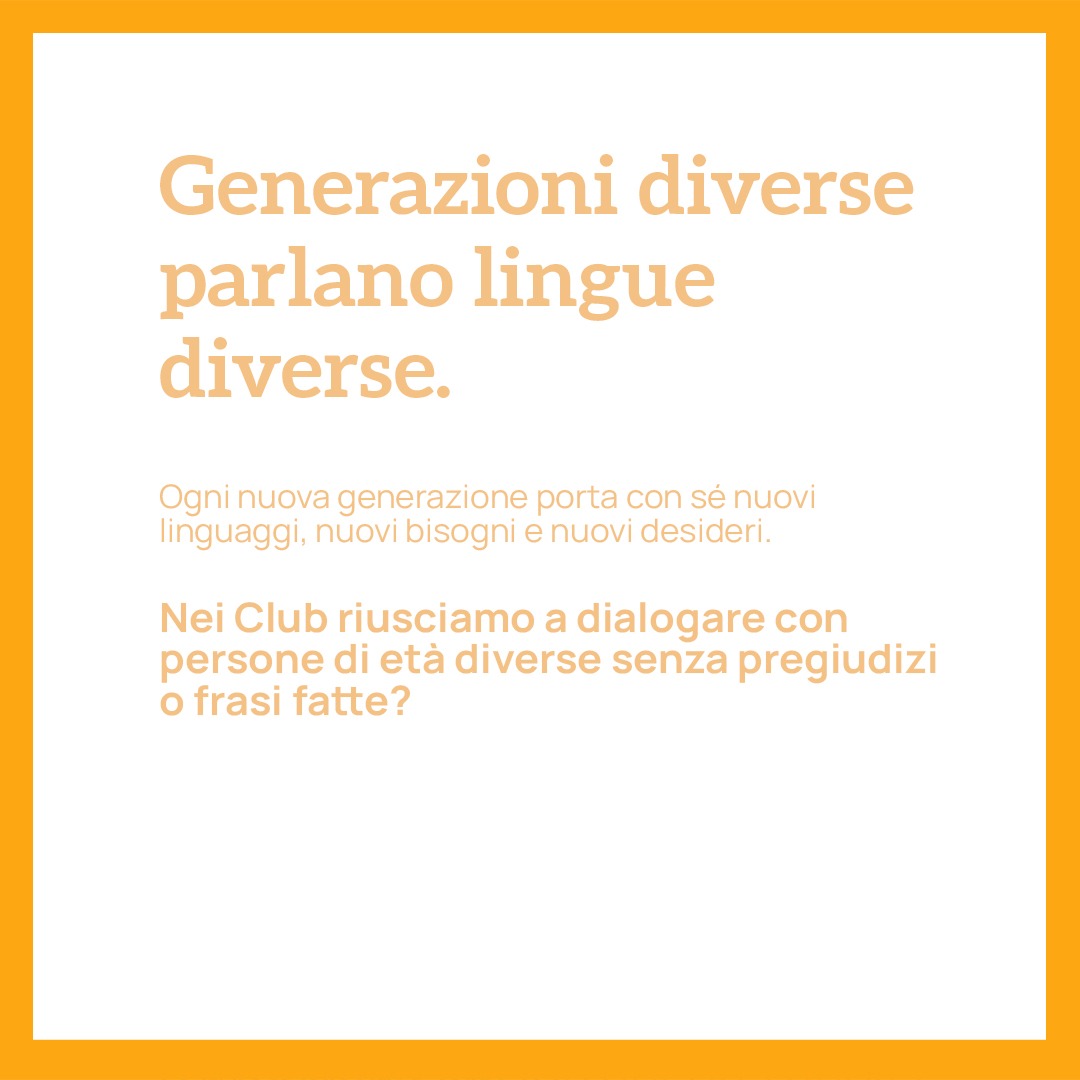 Generazioni diverse
parlano lingue
diverse.
Ogni nuova generazione porta con sé nuovi
linguaggi, nuovi bisogni e nuovi desideri.
Nei Club riusciamo a dialogare con
persone di età diverse senza pregiudizi
o frasi fatte?